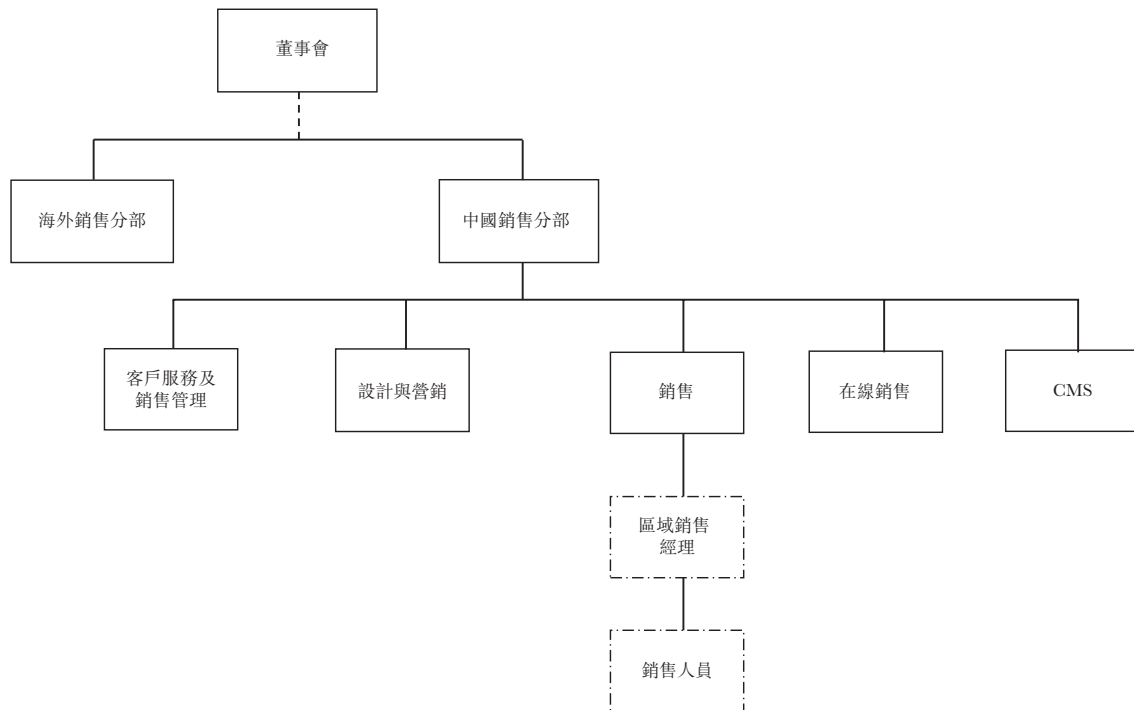 董事會
海外銷售分部
中國銷售分部
客戶服務及
銷售管理
設計與營銷
銷售
在線銷售
CMS
區域銷售
經理
銷售人員